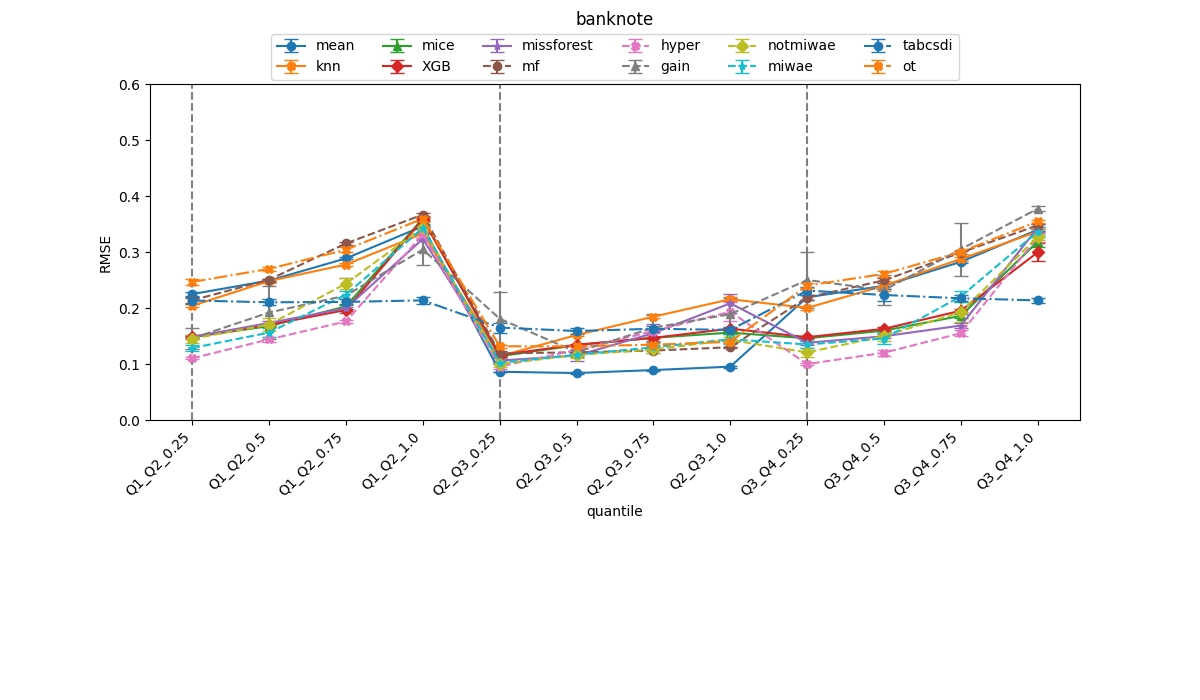 banknote
mean mice missforest hyper notmiwae tabcsdi
knn XGB mf gain miwae ot
0.6
0.5
0.4
0.3
0.2
0.1
0.0
RMSE
Q1_Q2_0.25
Q1_Q2_0.5
Q1_Q2_0.75
Q1_Q2_1.0
Q2_Q3_0.25
Q2_Q3_0.5
Q2_Q3_0.75
Q2_Q3_1.0
Q3_Q4_0.25
Q3_Q4_0.5
Q3_Q4_0.75
Q3_Q4_1.0
quantile